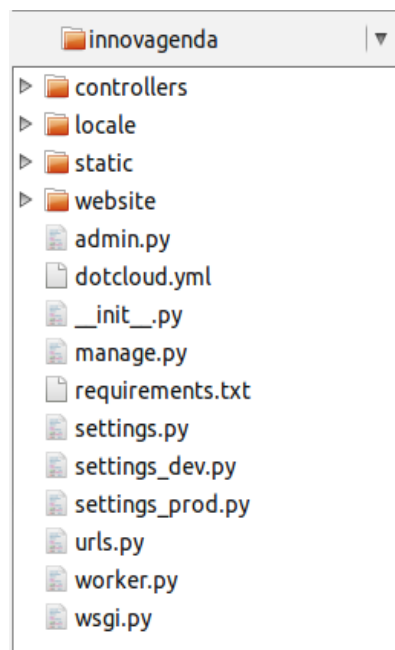 innovagenda
controllers
locale
static
website
admin.py
dotcloud.yml
__init__.py
manage.py
requirements.txt
settings.py
settings_dev.py
settings_prod.py
urls.py
worker.py
wsgi.py